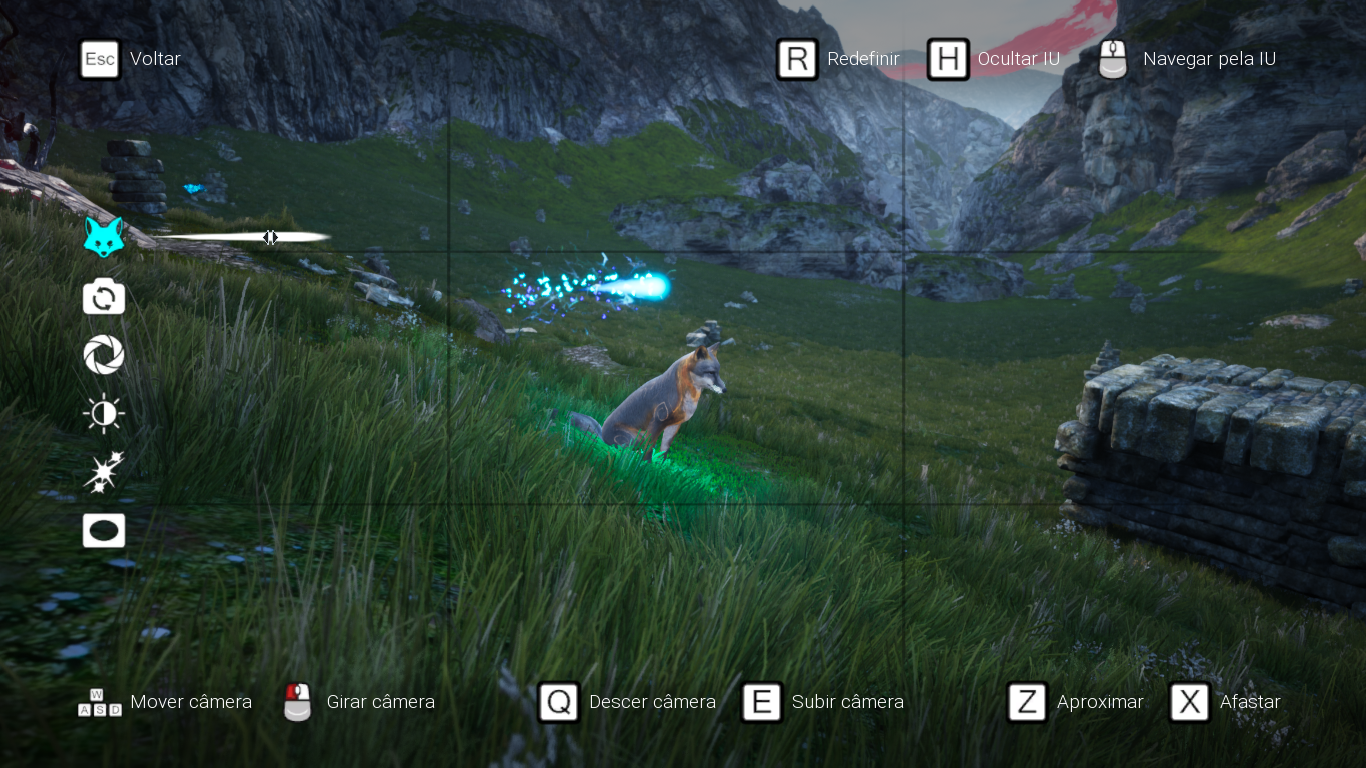 Esc Voltar
R Redefinir
H Ocultar IU
Navegar pela IU
W
A S D
Mover câmera
Girar câmera
Q Descer câmera
E Subir câmera
Z Aproximar
X Afastar